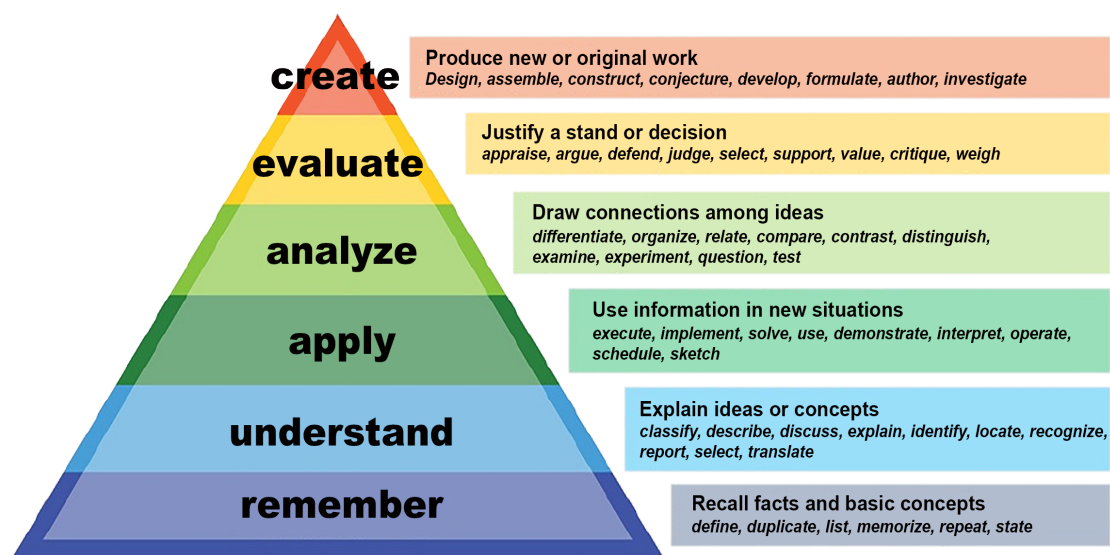 create
Produce new or original work
Design, assemble, construct, conjecture, develop, formulate, author, investigate
evaluate
Justify a stand or decision
appraise, argue, defend, judge, select, support, value, critique, weigh
analyze
Draw connections among ideas
differentiate, organize, relate, compare, contrast, distinguish,
examine, experiment, question, test
apply
Use information in new situations
execute, implement, solve, use, demonstrate, interpret, operate,
schedule, sketch
understand
Explain ideas or concepts
classify, describe, discuss, explain, identify, locate, recognize,
report, select, translate
remember
Recall facts and basic concepts
define, duplicate, list, memorize, repeat, state